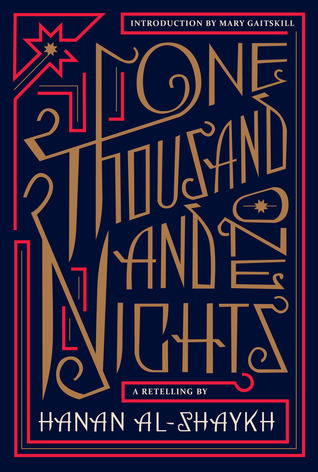 INTRODUCTION BY MARY GAITSKILL
ONE
THOUSAND
AND ONE
NIGHTS
A RETELLING BY
HANAN AL-SHAYKH